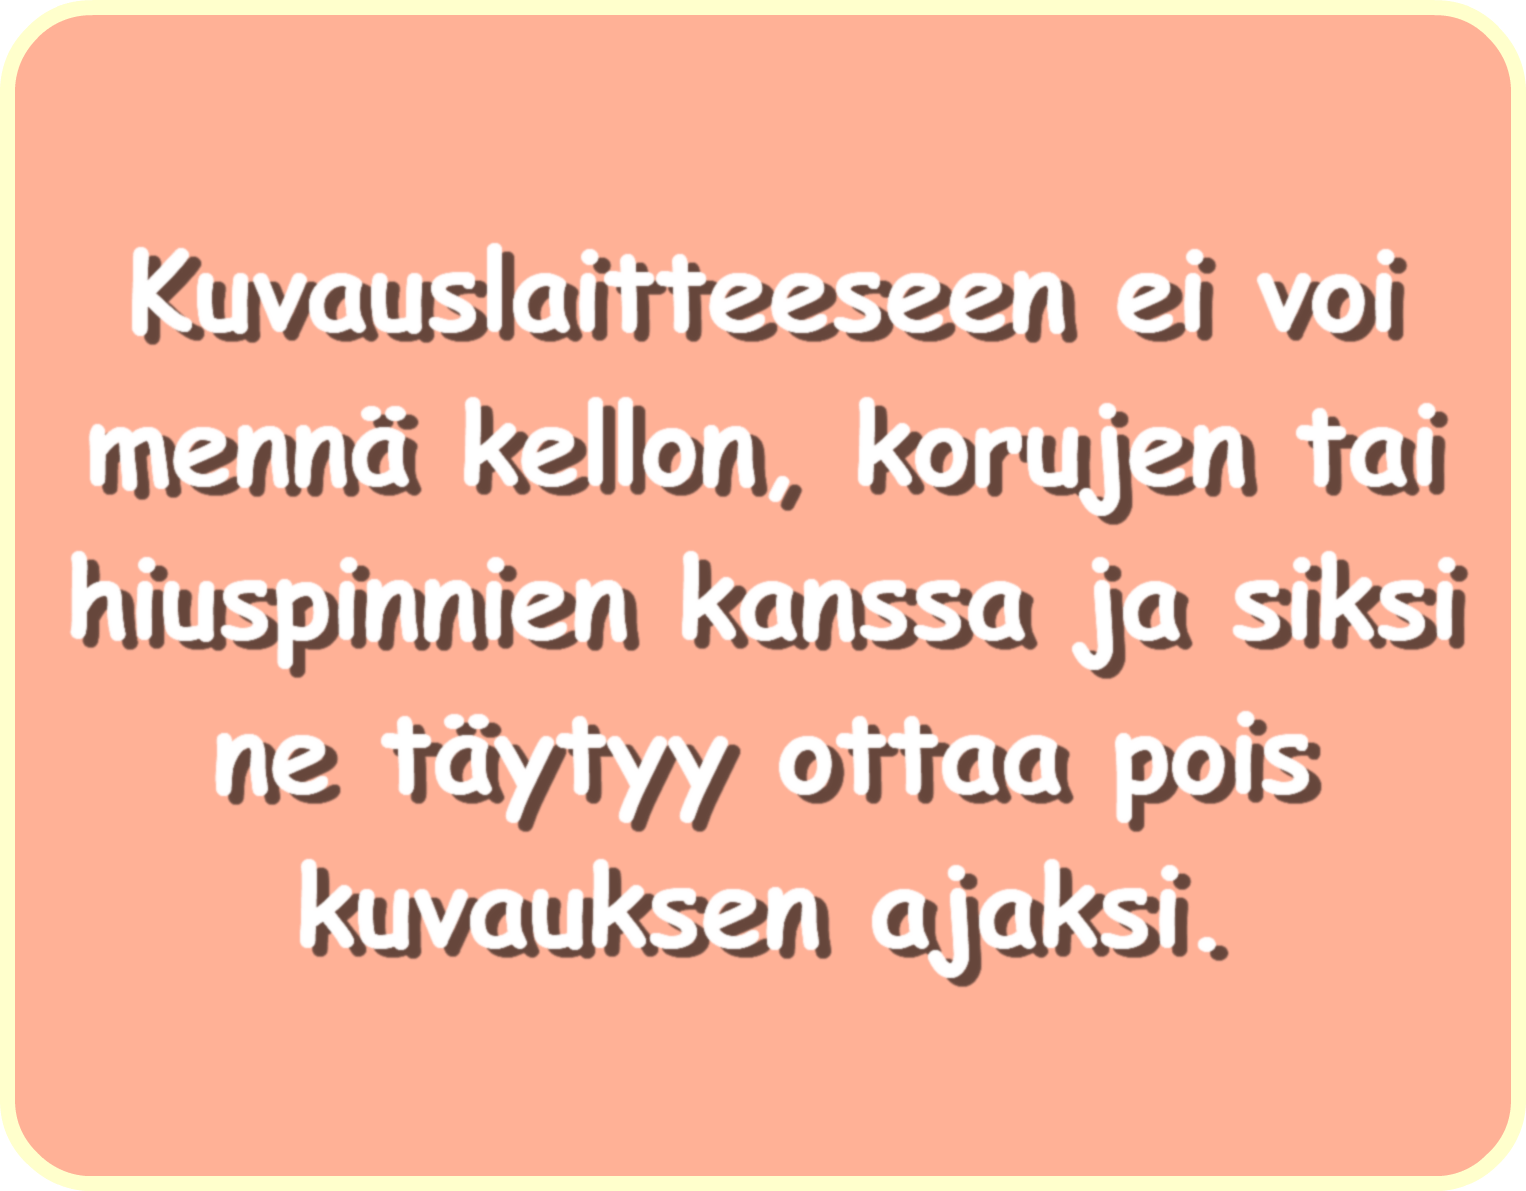 Kuvauslaitteeseen ei voi
mennä kellon, korujen tai
hiuspinnien kanssa ja siksi
ne täytyy ottaa pois
kuvauksen ajaksi.